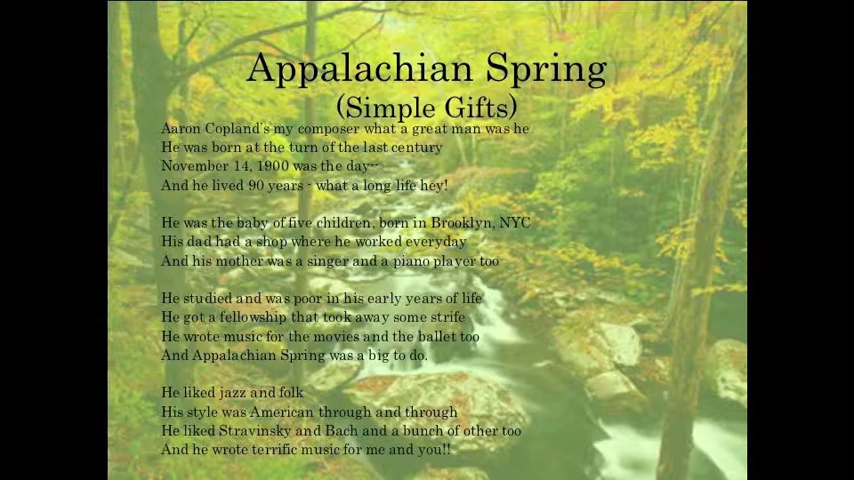 Appalachian Spring
(Simple Gifts)
Aaron Copland's my composer what a great man was he
He was born at the turn of the last century
November 14, 1900 was the day--
And he lived 90 years - what a long life hey!
He was the baby of five children, born in Brooklyn, NYC
His dad had a shop where he worked everyday
And his mother was a singer and a piano player too
He studied and was poor in his early years of life
He got a fellowship that took away some strife
He wrote music for the movies and the ballet too
And Appalachian Spring was a big to do.
He liked jazz and folk
His style was American through and through
He liked Stravinsky and Bach and a bunch of other too
And he wrote terrific music for me and you!!